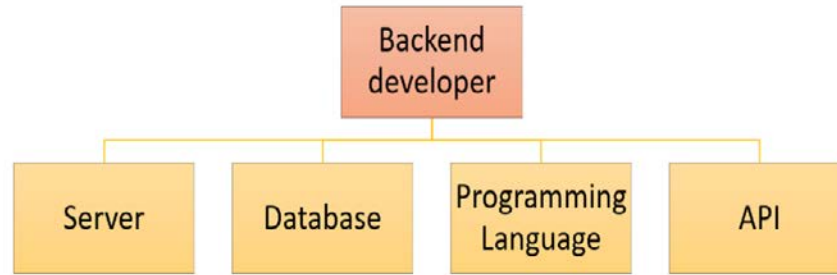 Backend
developer
Server
Database
Programming
Language
API